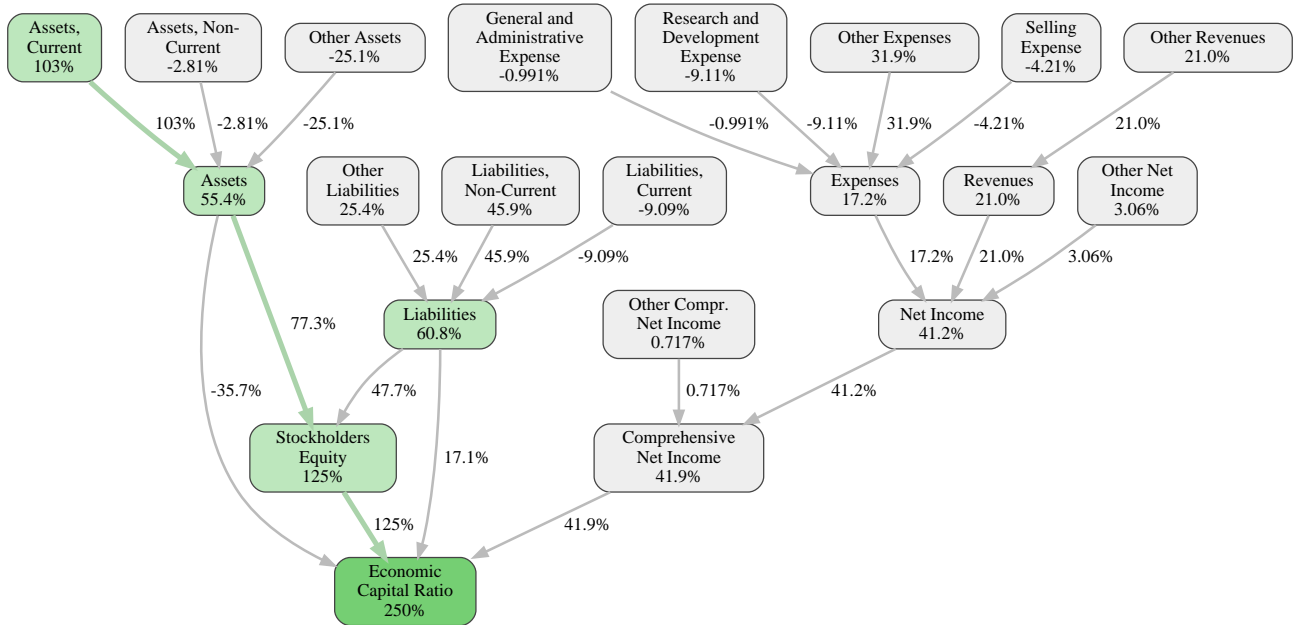 Assets,
Current
103%
Assets, Non-
Current
-2.81%
Other Assets
-25.1%
General and
Administrative
Expense
-0.991%
Research and
Development
Expense
-9.11%
Other Expenses
31.9%
Selling
Expense
-4.21%
Other Revenues
21.0%
103%
-2.81%
-25.1%
-0.991%
-9.11%
31.9%
-4.21%
21.0%
Assets
55.4%
Other
Liabilities
25.4%
Liabilities,
Non-Current
45.9%
Liabilities,
Current
-9.09%
Expenses
17.2%
Revenues
21.0%
Other Net
Income
3.06%
25.4%
45.9%
-9.09%
17.2%
21.0%
3.06%
77.3%
Liabilities
60.8%
Other Compr.
Net Income
0.717%
Net Income
41.2%
-35.7%
47.7%
0.717%
41.2%
Stockholders
Equity
125%
17.1%
Comprehensive
Net Income
41.9%
125%
41.9%
Economic
Capital Ratio
250%